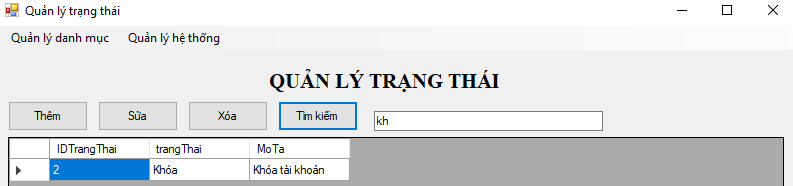 Quản lý trạng thái
Quản lý danh mục Quản lý hệ thống
QUẢN LÝ TRẠNG THÁI
Thêm Sửa Xóa Tìm kiếm kh
IDTrangThai trangThai MoTa
2 Khóa Khóa tài khoản